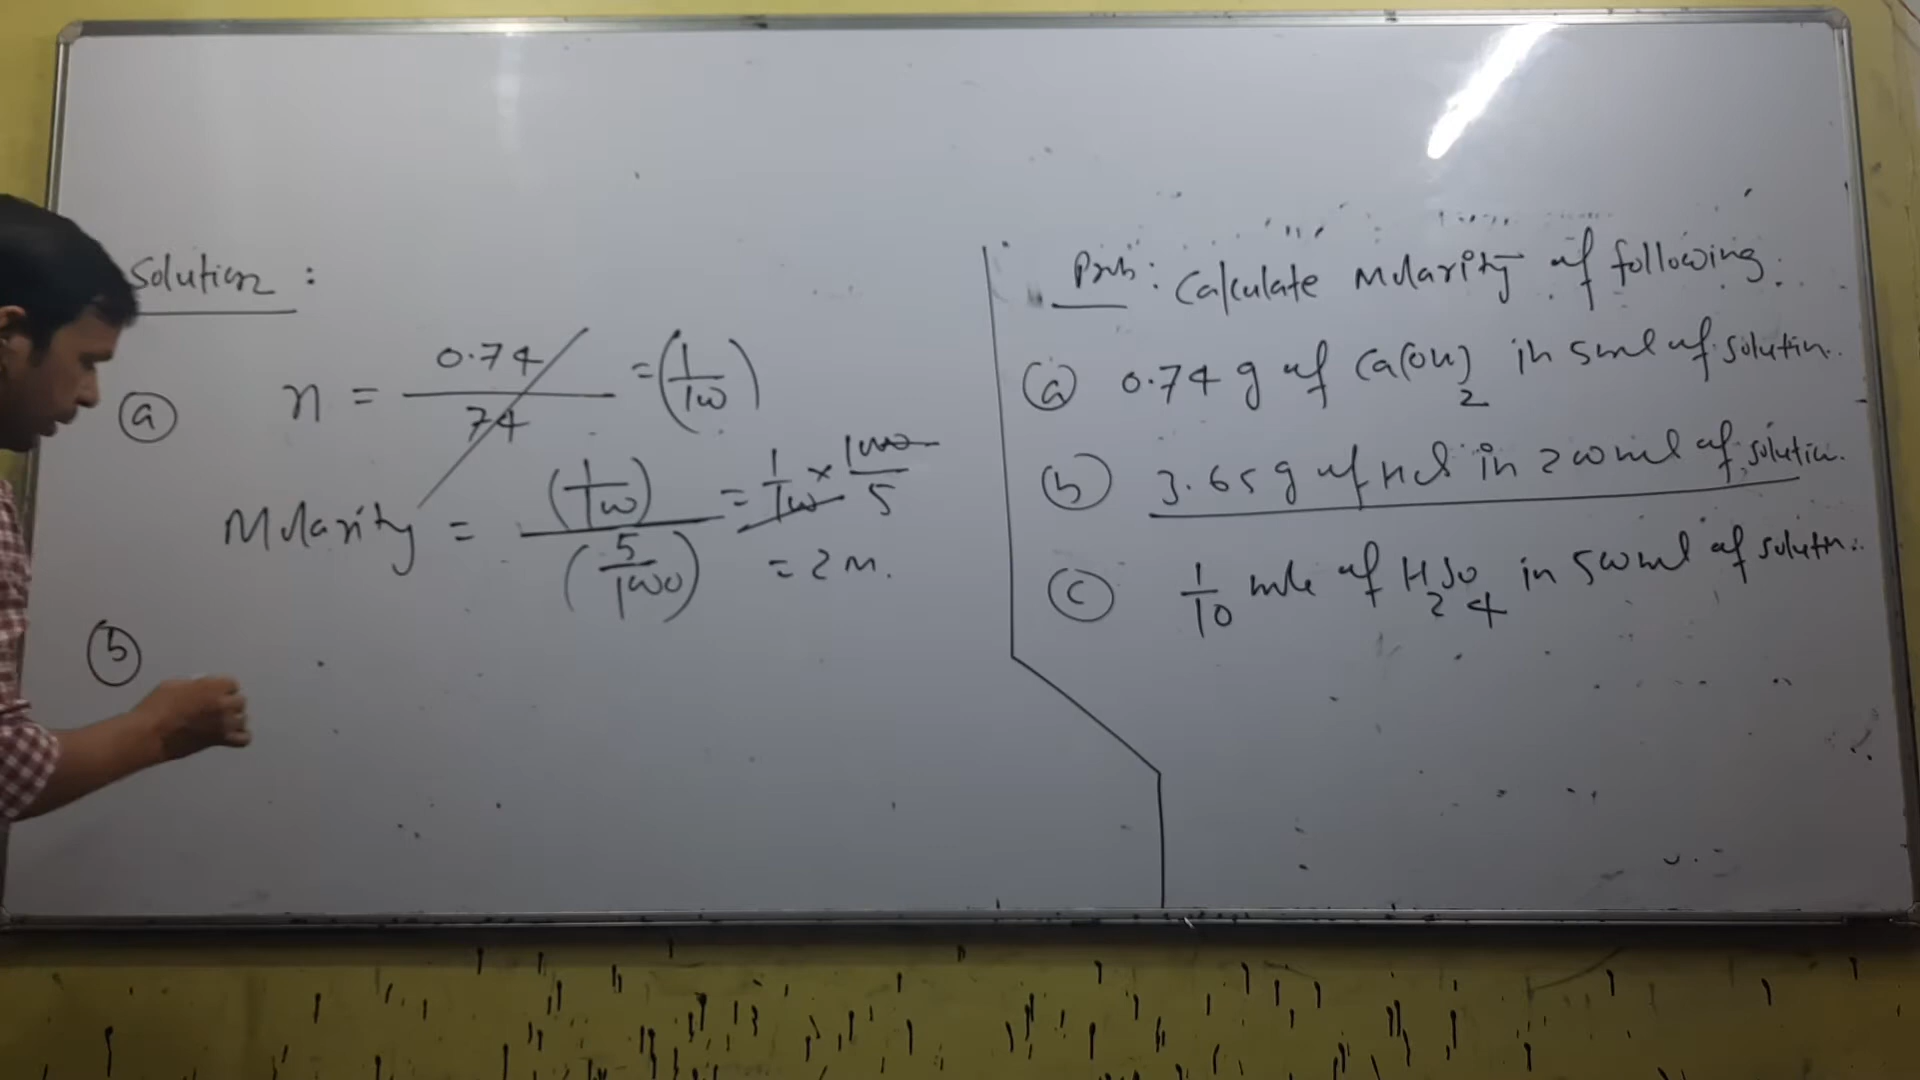 Solution :
(a) n = 0.74 / 74 = (1/100)
Molarity = (1/100) / (5/1000) = 1/100 × 1000/5
= 2 M.
(b)
Prob: Calculate Molarity of following:
(a) 0.74 g of Ca(OH)2 in 5ml of solution.
(b) 3.65 g of HCl in 200 ml of solution.
(c) 1/10 mole of H2SO4 in 500 ml of solution.